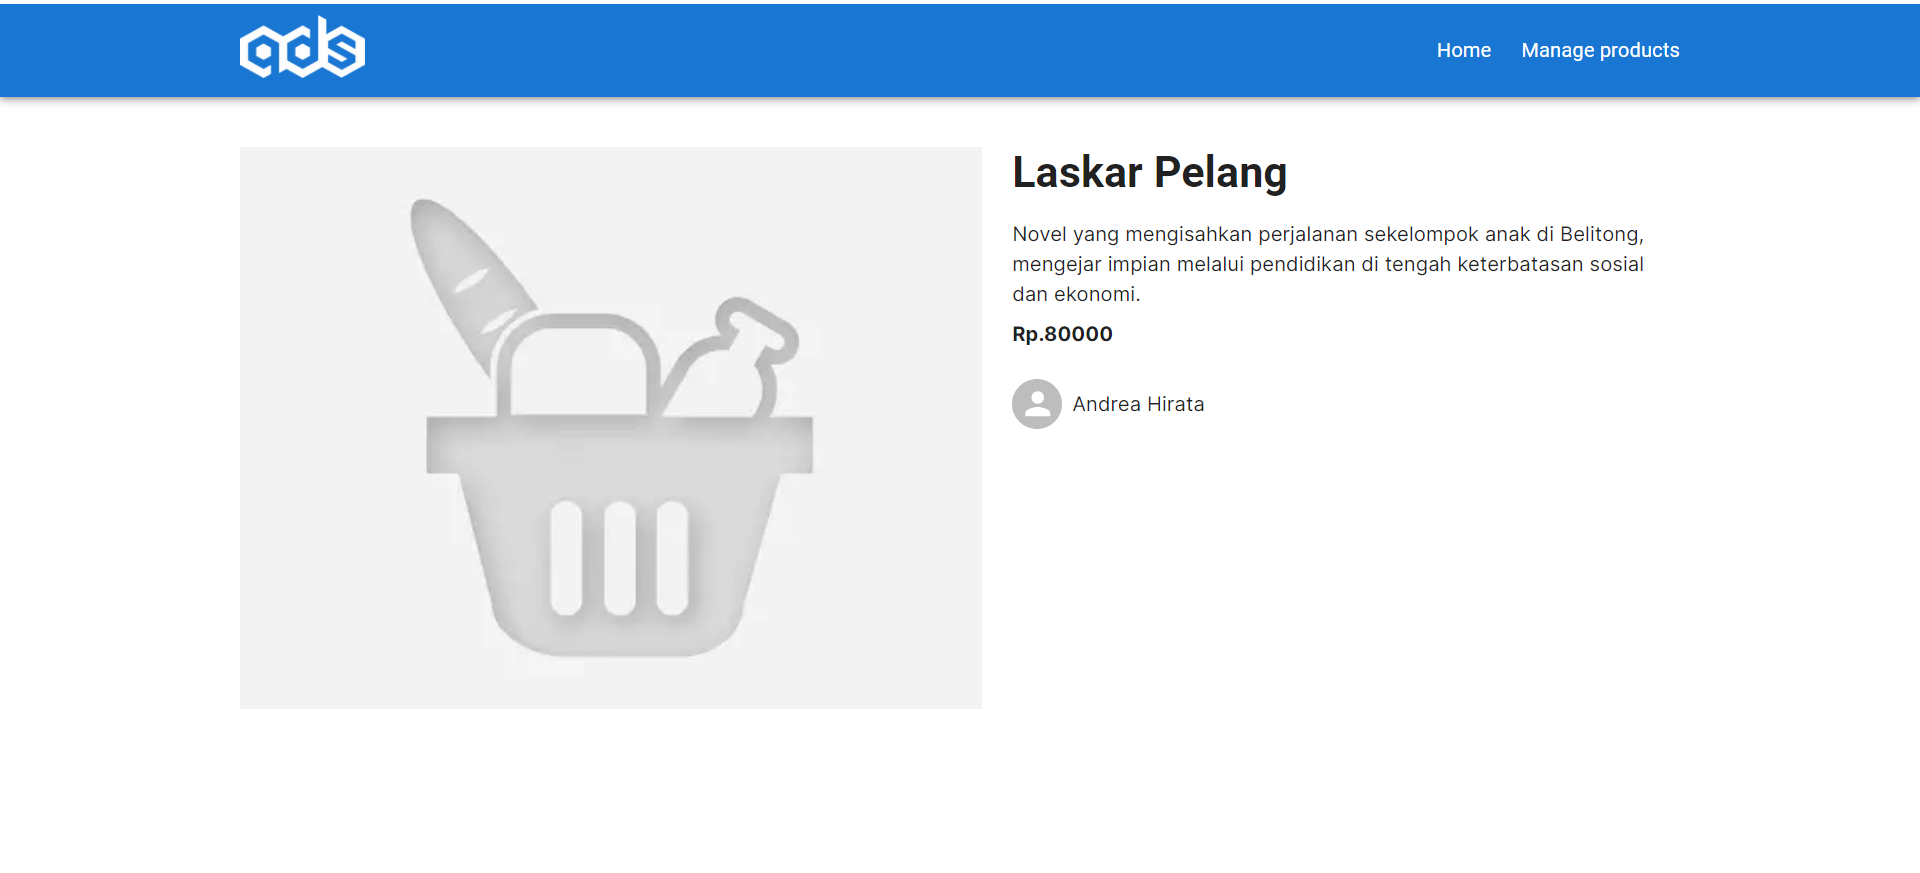 qds
Home Manage products
Laskar Pelang
Novel yang mengisahkan perjalanan sekelompok anak di Belitong,
mengejar impian melalui pendidikan di tengah keterbatasan sosial
dan ekonomi.
Rp.80000
Andrea Hirata